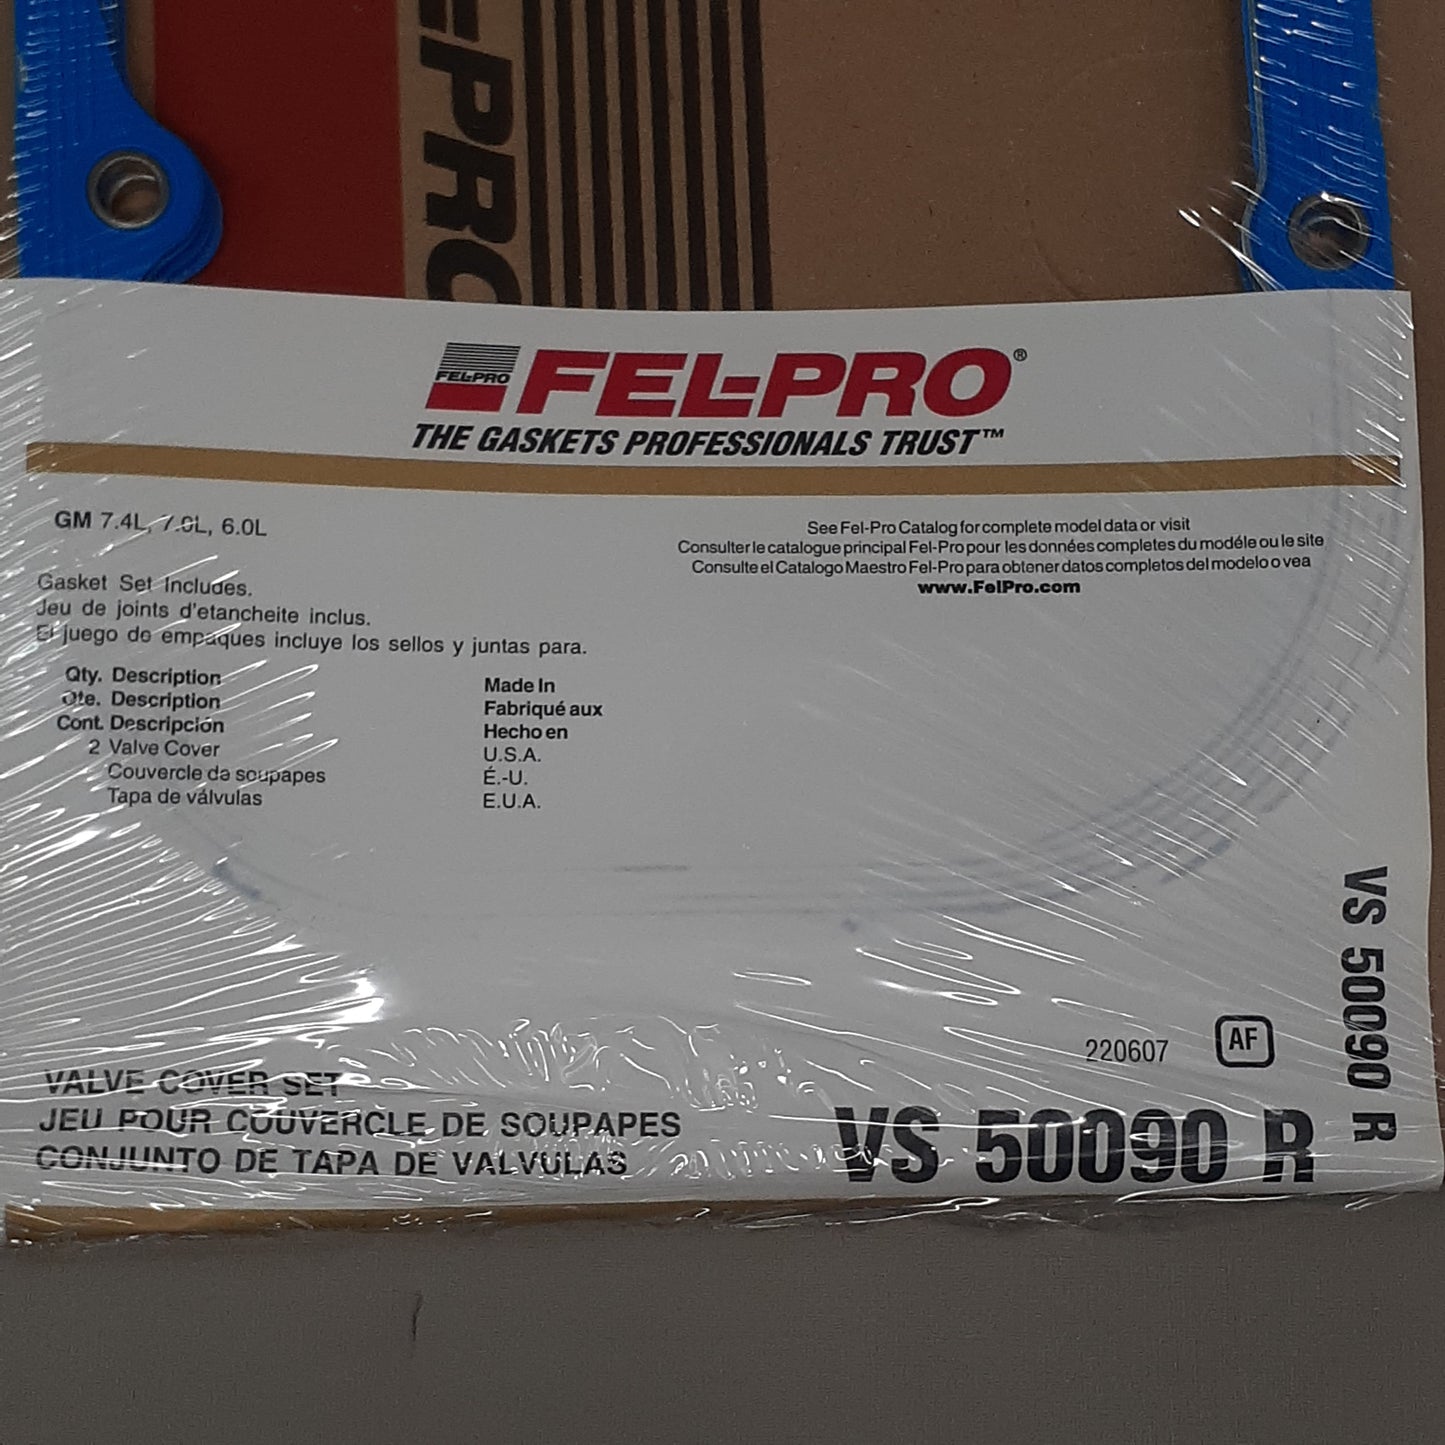 FEL-PRO
FEL-PRO®
THE GASKETS PROFESSIONALS TRUST™
GM 7.4L, 7.0L, 6.0L
See Fel-Pro Catalog for complete model data or visit
Consulter le catalogue principal Fel-Pro pour les données completes du modéle ou le site
Consulte el Catalogo Maestro Fel-Pro para obtener datos completos del modelo o vea
www.FelPro.com
Gasket Set Includes.
Jeu de joints d'etancheite inclus.
El juego de empaques incluye los sellos y juntas para.
Qty. Description
Qte. Description
Cont. Descripción
2 Valve Cover
Couvercle de soupapes
Tapa de válvulas
Made In
Fabriqué aux
Hecho en
U.S.A.
É.-U.
E.U.A.
VS 50090 R
220607
AF
VALVE COVER SET
JEU POUR COUVERCLE DE SOUPAPES
CONJUNTO DE TAPA DE VALVULAS
VS 50090 R